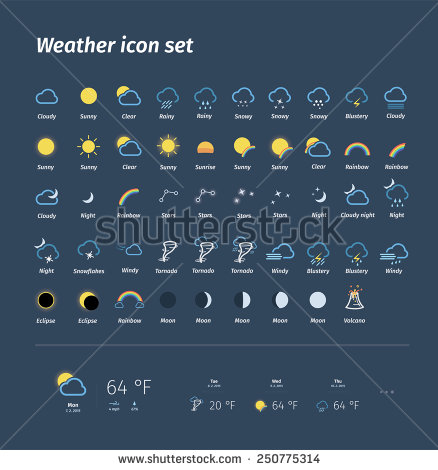 Weather icon set
Cloudy Sunny Clear Rainy Rainy Snowy Snowy Snowy Blustery Cloudy
Sunny Sunny Clear Sunny Sunrise Sunny Sunny Clear Rainbow Rainbow
Cloudy Night Rainbow Stars Stars Stars Stars Night Cloudy night Night
shutterstock
Night Snowflakes Windy Tornado Tornado Tornado Windy Blustery Blustery Windy
Eclipse Eclipse Rainbow Moon Moon Moon Moon Moon Volcano
64 °F
Mon
Tue
Wed
20 °F
64 °F
64 °F
www.shutterstock.com · 250775314